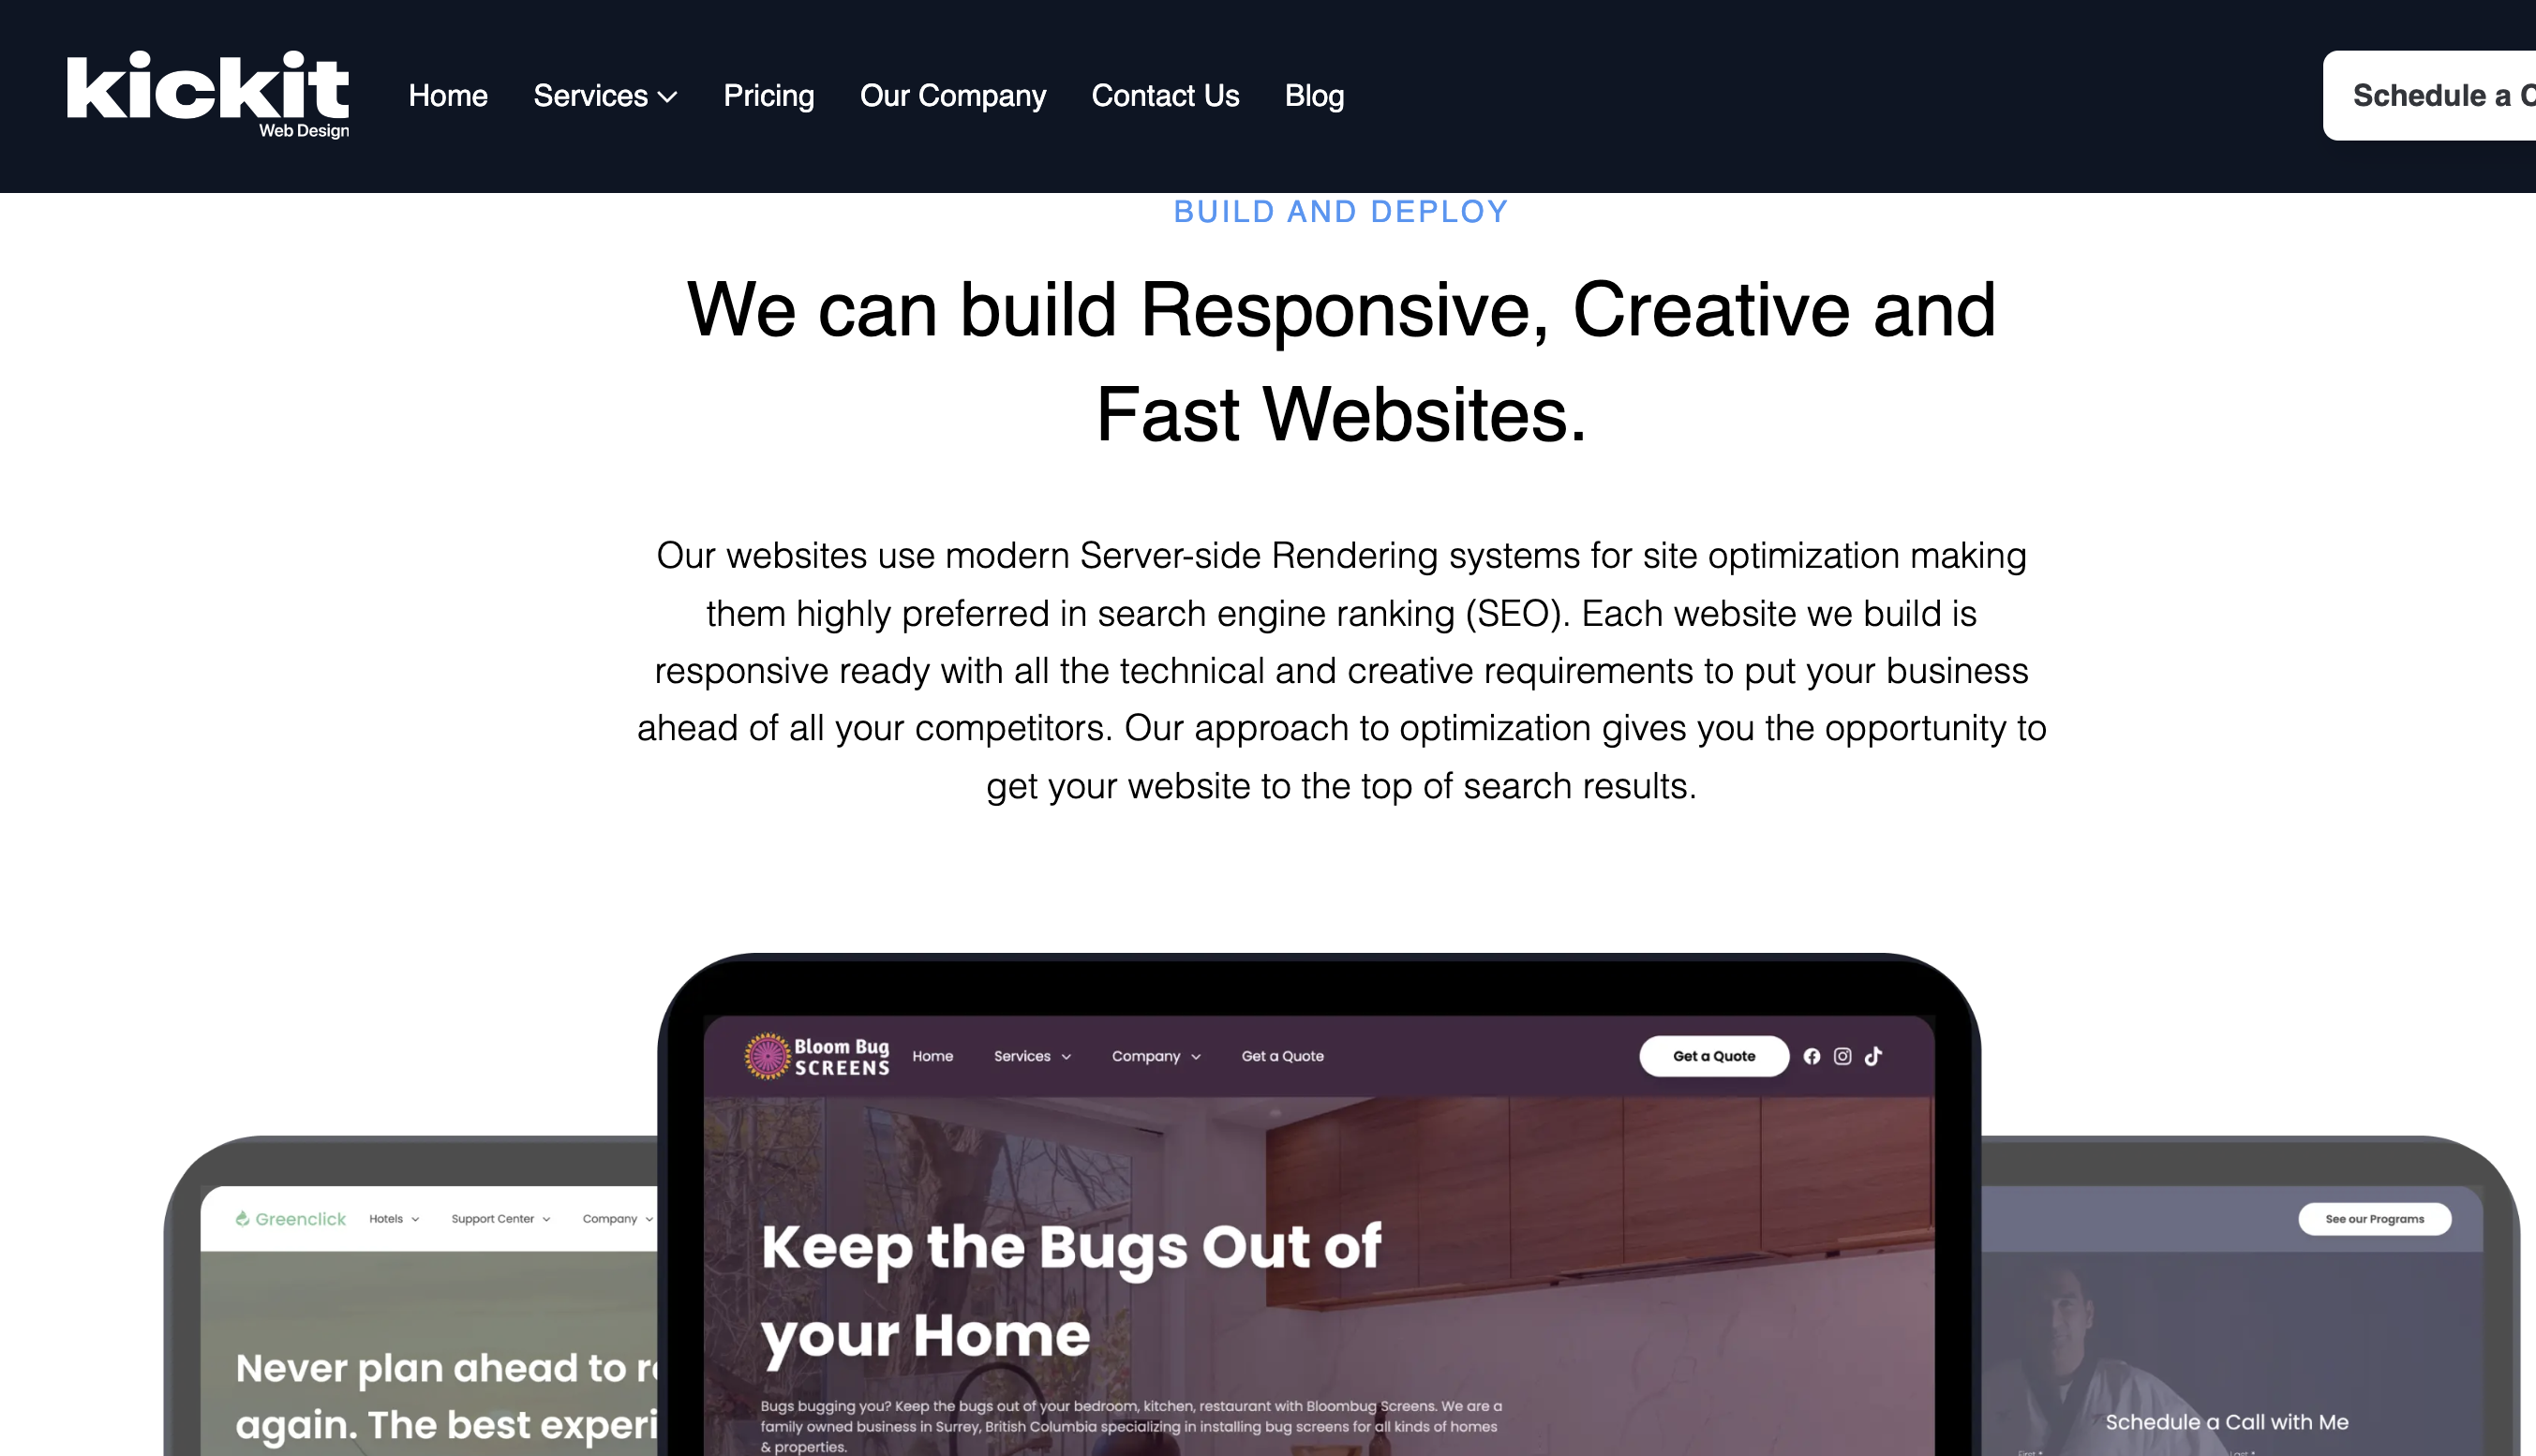 kickit
Web Design
Home Services Pricing Our Company Contact Us Blog
Schedule a C
BUILD AND DEPLOY
We can build Responsive, Creative and
Fast Websites.
Our websites use modern Server-side Rendering systems for site optimization making
them highly preferred in search engine ranking (SEO). Each website we build is
responsive ready with all the technical and creative requirements to put your business
ahead of all your competitors. Our approach to optimization gives you the opportunity to
get your website to the top of search results.
Bloom Bug
SCREENS
Home Services Company Get a Quote
Get a Quote
Keep the Bugs Out of
your Home
Bugs bugging you? Keep the bugs out of your bedroom, kitchen, restaurant with Bloombug Screens. We are a
family owned business in Surrey, British Columbia specializing in installing bug screens for all kinds of homes
& properties.
Greenclick Hotels Support Center Company
Never plan ahead to r
again. The best experi
See our Programs
Schedule a Call with Me
First * Last *